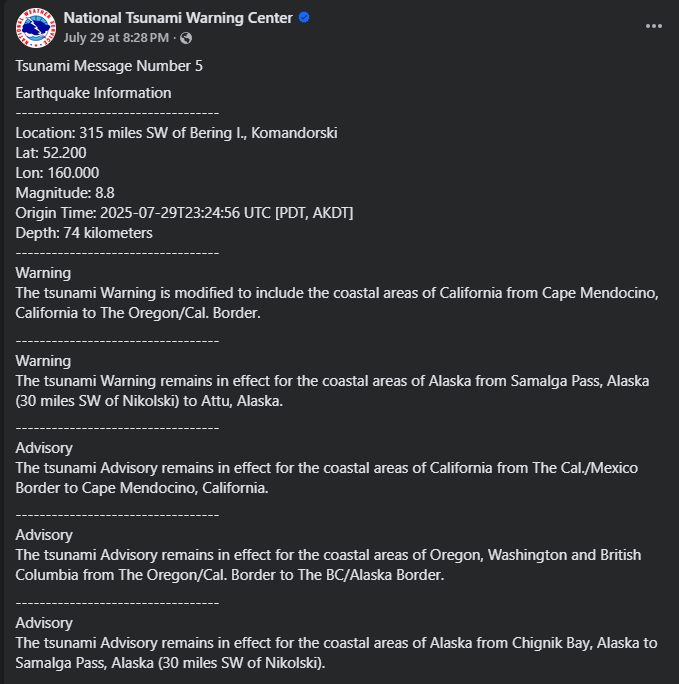 National Tsunami Warning Center
July 29 at 8:28 PM ·
Tsunami Message Number 5
Earthquake Information
----------------------------------
Location: 315 miles SW of Bering I., Komandorski
Lat: 52.200
Lon: 160.000
Magnitude: 8.8
Origin Time: 2025-07-29T23:24:56 UTC [PDT, AKDT]
Depth: 74 kilometers
----------------------------------
Warning
The tsunami Warning is modified to include the coastal areas of California from Cape Mendocino,
California to The Oregon/Cal. Border.
----------------------------------
Warning
The tsunami Warning remains in effect for the coastal areas of Alaska from Samalga Pass, Alaska
(30 miles SW of Nikolski) to Attu, Alaska.
----------------------------------
Advisory
The tsunami Advisory remains in effect for the coastal areas of California from The Cal./Mexico
Border to Cape Mendocino, California.
----------------------------------
Advisory
The tsunami Advisory remains in effect for the coastal areas of Oregon, Washington and British
Columbia from The Oregon/Cal. Border to The BC/Alaska Border.
----------------------------------
Advisory
The tsunami Advisory remains in effect for the coastal areas of Alaska from Chignik Bay, Alaska to
Samalga Pass, Alaska (30 miles SW of Nikolski).